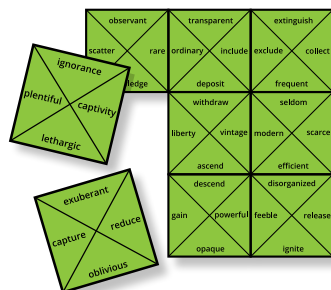 observant transparent extinguish
scatter rare ordinary include exclude collect
deposit frequent
ignorance
plentiful captivity
lethargic
withdraw seldom
liberty vintage modern scarce
ascend efficient
descend disorganized
gain powerful feeble release
opaque ignite
exuberant
capture reduce
oblivious